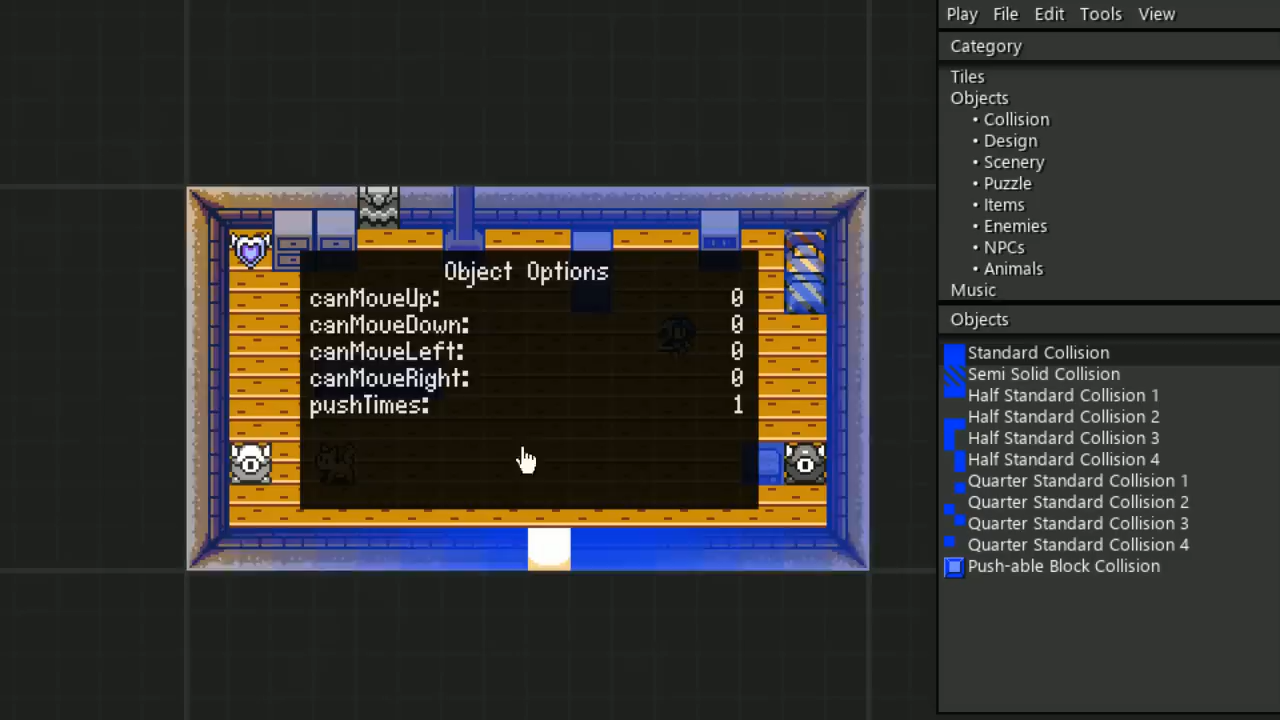 Play File Edit Tools View
Category
Tiles
Objects
• Collision
• Design
• Scenery
• Puzzle
• Items
• Enemies
• NPCs
• Animals
Music
Objects
Standard Collision
Semi Solid Collision
Half Standard Collision 1
Half Standard Collision 2
Half Standard Collision 3
Half Standard Collision 4
Quarter Standard Collision 1
Quarter Standard Collision 2
Quarter Standard Collision 3
Quarter Standard Collision 4
Push-able Block Collision
Object Options
canMoveUp: 0
canMoveDown: 0
canMoveLeft: 0
canMoveRight: 0
pushTimes: 1